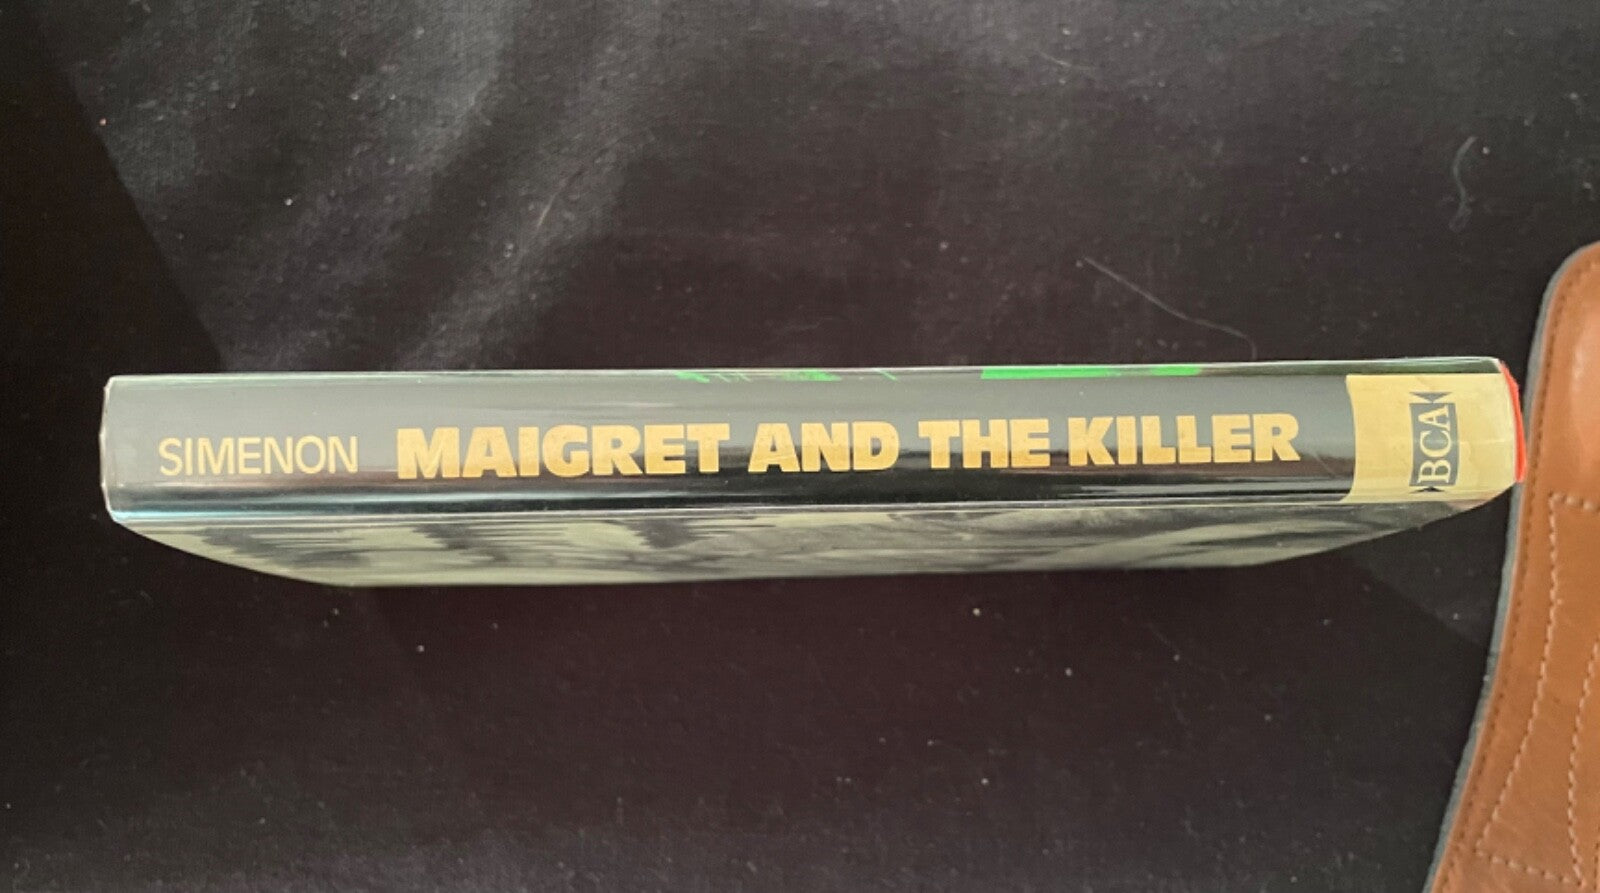 SIMENON MAIGRET AND THE KILLER
BCA